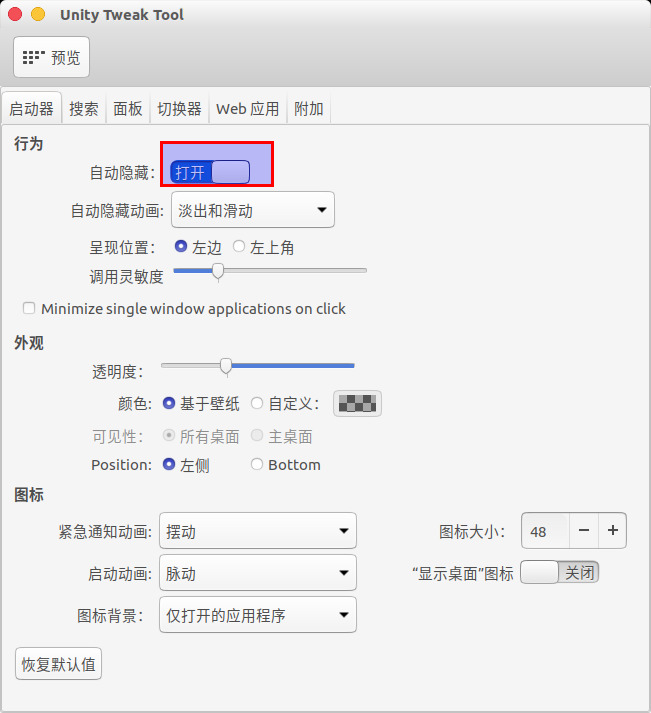 Unity Tweak Tool
预览
启动器 搜索 面板 切换器 Web 应用 附加
行为
自动隐藏： 打开
自动隐藏动画: 淡出和滑动
呈现位置： 左边 左上角
调用灵敏度
Minimize single window applications on click
外观
透明度：
颜色: 基于壁纸 自定义：
可见性： 所有桌面 主桌面
Position: 左侧 Bottom
图标
紧急通知动画: 摆动 图标大小： 48 − +
启动动画: 脉动 “显示桌面”图标 关闭
图标背景： 仅打开的应用程序
恢复默认值